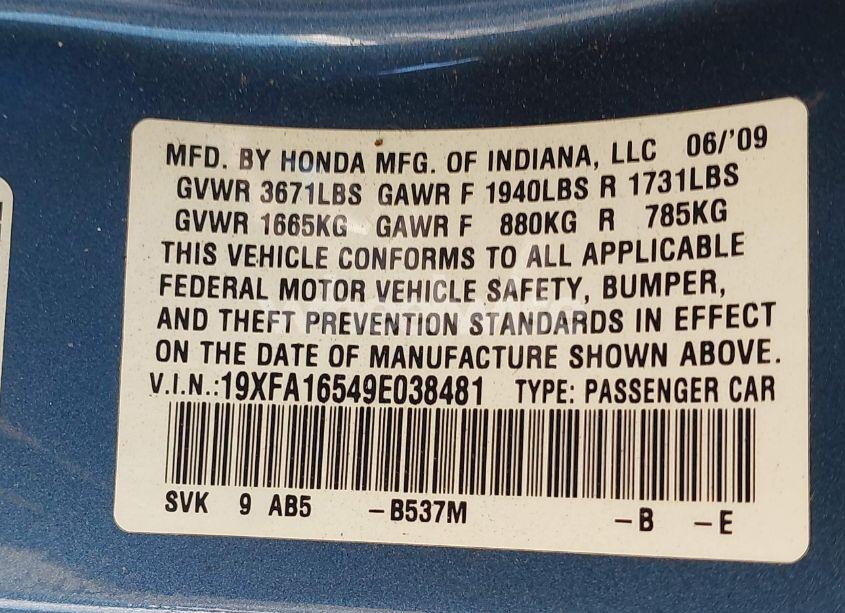 MFD. BY HONDA MFG. OF INDIANA, LLC 06/'09
GVWR 3671LBS GAWR F 1940LBS R 1731LBS
GVWR 1665KG GAWR F 880KG R 785KG
THIS VEHICLE CONFORMS TO ALL APPLICABLE
FEDERAL MOTOR VEHICLE SAFETY, BUMPER,
AND THEFT PREVENTION STANDARDS IN EFFECT
ON THE DATE OF MANUFACTURE SHOWN ABOVE.
V.I.N.:19XFA16549E038481 TYPE: PASSENGER CAR
SVK 9 AB5 -B537M -B -E